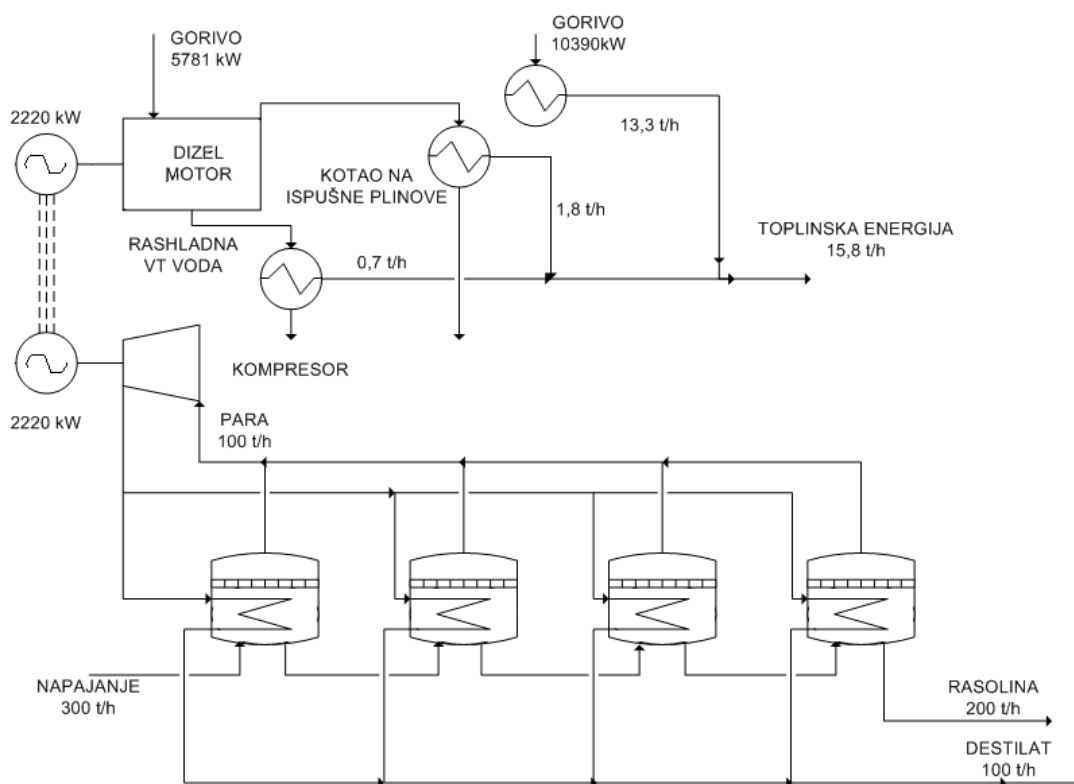 GORIVO
5781 kW
GORIVO
10390kW
2220 kW
DIZEL
MOTOR
13,3 t/h
KOTAO NA
ISPUŠNE PLINOVE
1,8 t/h
TOPLINSKA ENERGIJA
15,8 t/h
RASHLADNA
VT VODA
0,7 t/h
KOMPRESOR
2220 kW
PARA
100 t/h
NAPAJANJE
300 t/h
RASOLINA
200 t/h
DESTILAT
100 t/h